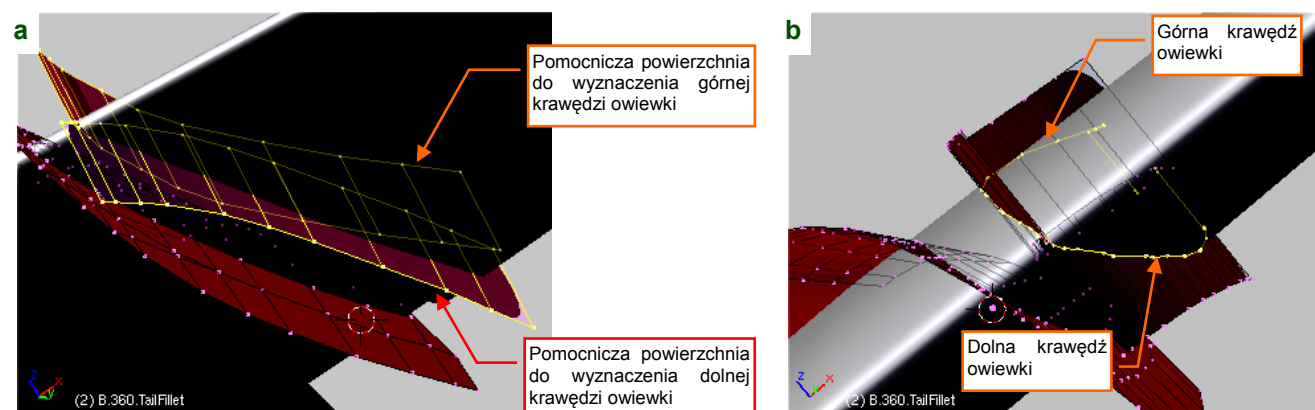 a
Pomocnicza powierzchnia
do wyznaczenia górnej
krawędzi owiewki
Pomocnicza powierzchnia
do wyznaczenia dolnej
krawędzi owiewki
z
x
y
(2) B.360.TailFillet
b
Górna krawędź
owiewki
Dolna krawędź
owiewki
z
x
y
(2) B.360.TailFillet